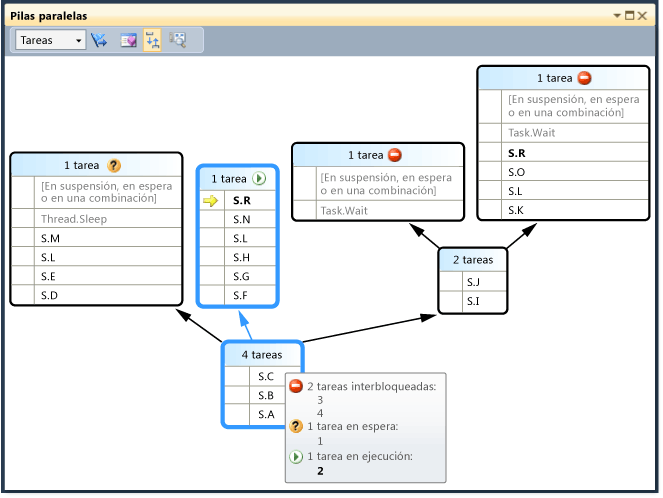 Pilas paralelas
Tareas
1 tarea
[En suspensión, en espera
o en una combinación]
Task.Wait
S.R
S.O
S.L
S.K
1 tarea
[En suspensión, en espera
o en una combinación]
Task.Wait
1 tarea
[En suspensión, en espera
o en una combinación]
Thread.Sleep
S.M
S.L
S.E
S.D
1 tarea
S.R
S.N
S.L
S.H
S.G
S.F
2 tareas
S.J
S.I
4 tareas
S.C
S.B
S.A
2 tareas interbloqueadas:
3
4
1 tarea en espera:
1
1 tarea en ejecución:
2